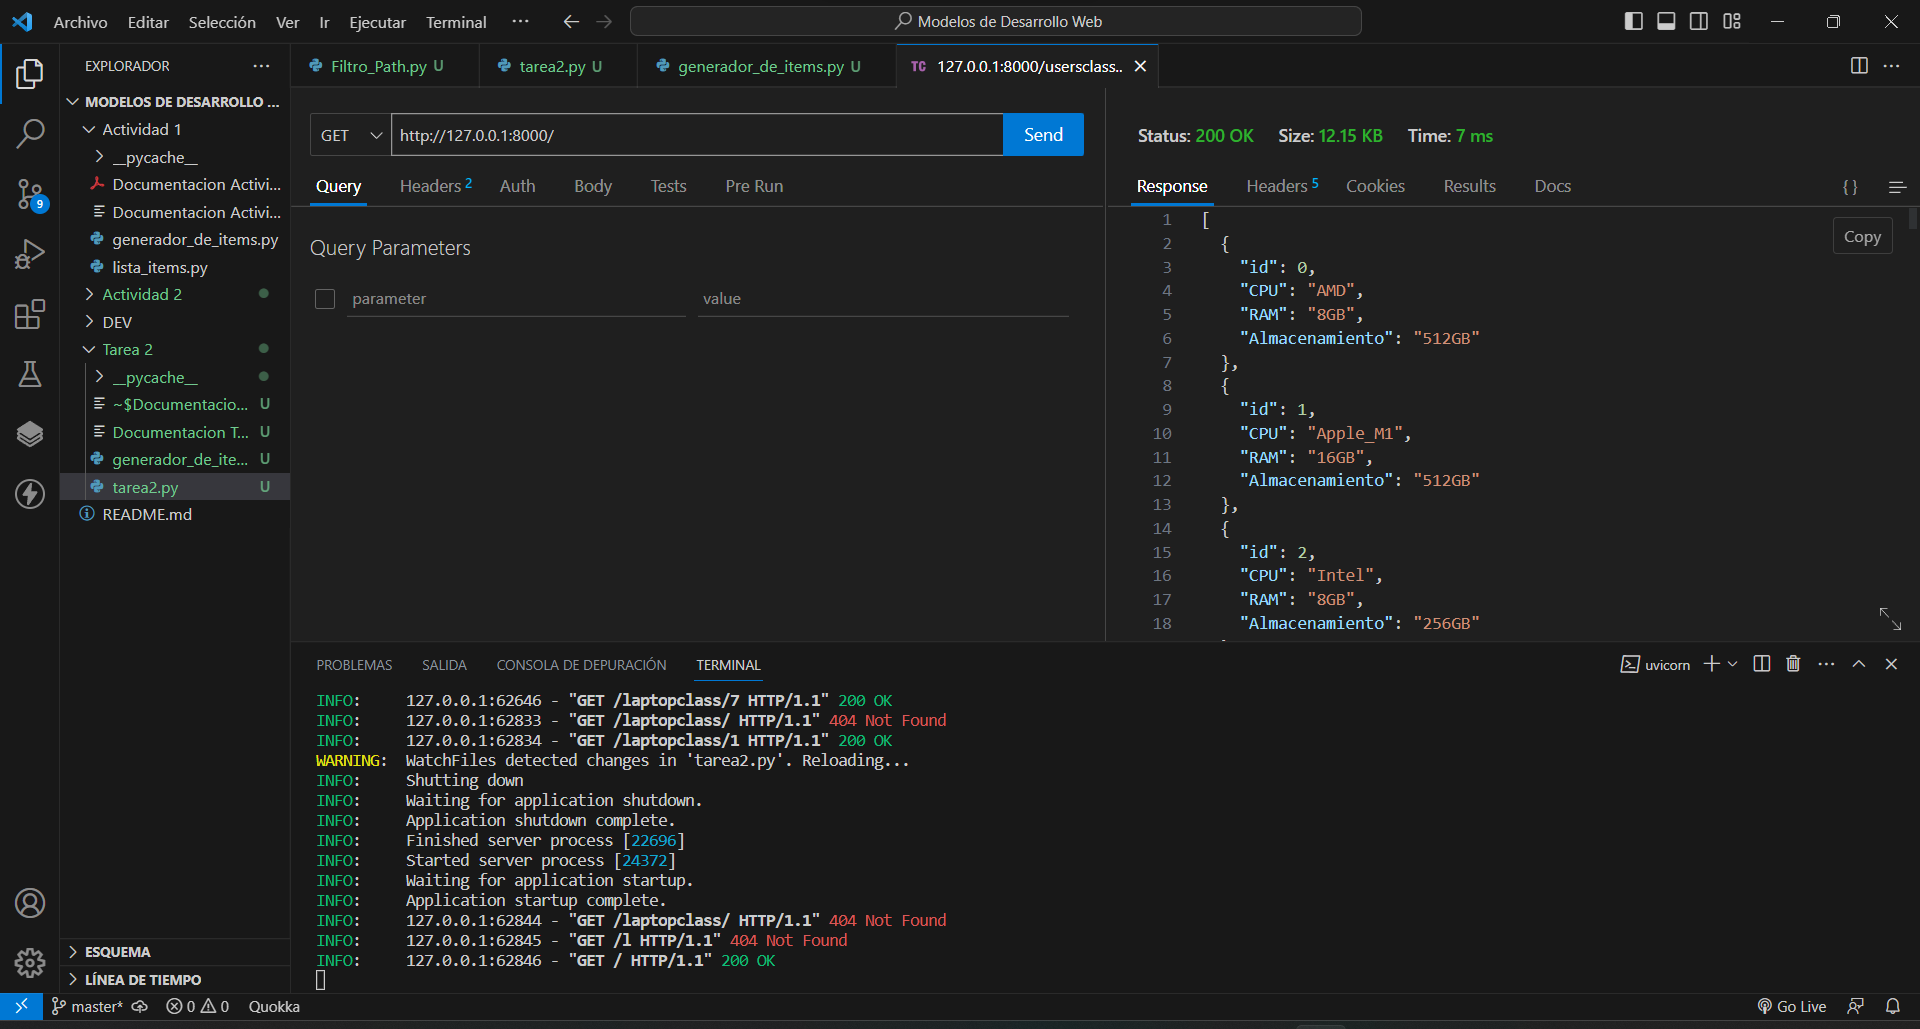 Archivo Editar Selección Ver Ir Ejecutar Terminal ··· Modelos de Desarrollo Web
EXPLORADOR ···
MODELOS DE DESARROLLO ...
Actividad 1
__pycache__
Documentacion Activi...
Documentacion Activi...
generador_de_items.py
lista_items.py
Actividad 2
DEV
Tarea 2
__pycache__
~$Documentacio... U
Documentacion T... U
generador_de_ite... U
tarea2.py U
README.md
ESQUEMA
LÍNEA DE TIEMPO
9
Filtro_Path.py U tarea2.py U generador_de_items.py U TC 127.0.0.1:8000/usersclass..
GET http://127.0.0.1:8000/ Send
Query Headers 2 Auth Body Tests Pre Run
Query Parameters
parameter value
Status: 200 OK Size: 12.15 KB Time: 7 ms
Response Headers 5 Cookies Results Docs { }
Copy
1 [
2 {
3 "id": 0,
4 "CPU": "AMD",
5 "RAM": "8GB",
6 "Almacenamiento": "512GB"
7 },
8 {
9 "id": 1,
10 "CPU": "Apple_M1",
11 "RAM": "16GB",
12 "Almacenamiento": "512GB"
13 },
14 {
15 "id": 2,
16 "CPU": "Intel",
17 "RAM": "8GB",
18 "Almacenamiento": "256GB"
PROBLEMAS SALIDA CONSOLA DE DEPURACIÓN TERMINAL uvicorn
INFO: 127.0.0.1:62646 - "GET /laptopclass/7 HTTP/1.1" 200 OK
INFO: 127.0.0.1:62833 - "GET /laptopclass/ HTTP/1.1" 404 Not Found
INFO: 127.0.0.1:62834 - "GET /laptopclass/1 HTTP/1.1" 200 OK
WARNING: WatchFiles detected changes in 'tarea2.py'. Reloading...
INFO: Shutting down
INFO: Waiting for application shutdown.
INFO: Application shutdown complete.
INFO: Finished server process [22696]
INFO: Started server process [24372]
INFO: Waiting for application startup.
INFO: Application startup complete.
INFO: 127.0.0.1:62844 - "GET /laptopclass/ HTTP/1.1" 404 Not Found
INFO: 127.0.0.1:62845 - "GET /l HTTP/1.1" 404 Not Found
INFO: 127.0.0.1:62846 - "GET / HTTP/1.1" 200 OK
master* 0 0 Quokka Go Live